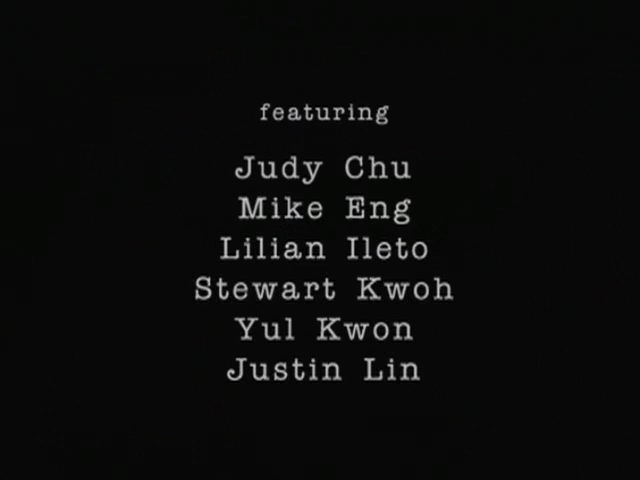 featuring
Judy Chu
Mike Eng
Lilian Ileto
Stewart Kwoh
Yul Kwon
Justin Lin